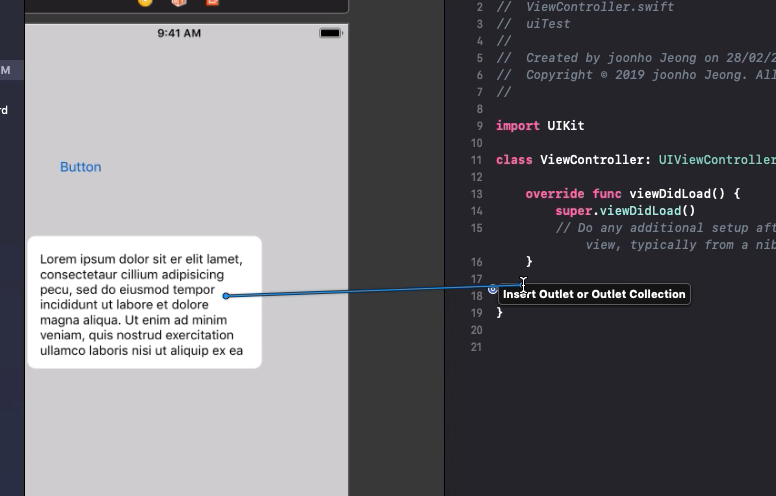 M
rd
9:41 AM
Button
Lorem ipsum dolor sit er elit lamet,
consectetaur cillium adipisicing
pecu, sed do eiusmod tempor
incididunt ut labore et dolore
magna aliqua. Ut enim ad minim
veniam, quis nostrud exercitation
ullamco laboris nisi ut aliquip ex ea
2 // ViewController.swift
3 // uiTest
4 //
5 // Created by joonho Jeong on 28/02/2
6 // Copyright © 2019 joonho Jeong. All
7 //
8
9 import UIKit
10
11 class ViewController: UIViewController
12
13 override func viewDidLoad() {
14 super.viewDidLoad()
15 // Do any additional setup aft
view, typically from a nib
16 }
17
18 Insert Outlet or Outlet Collection
19 }
20
21